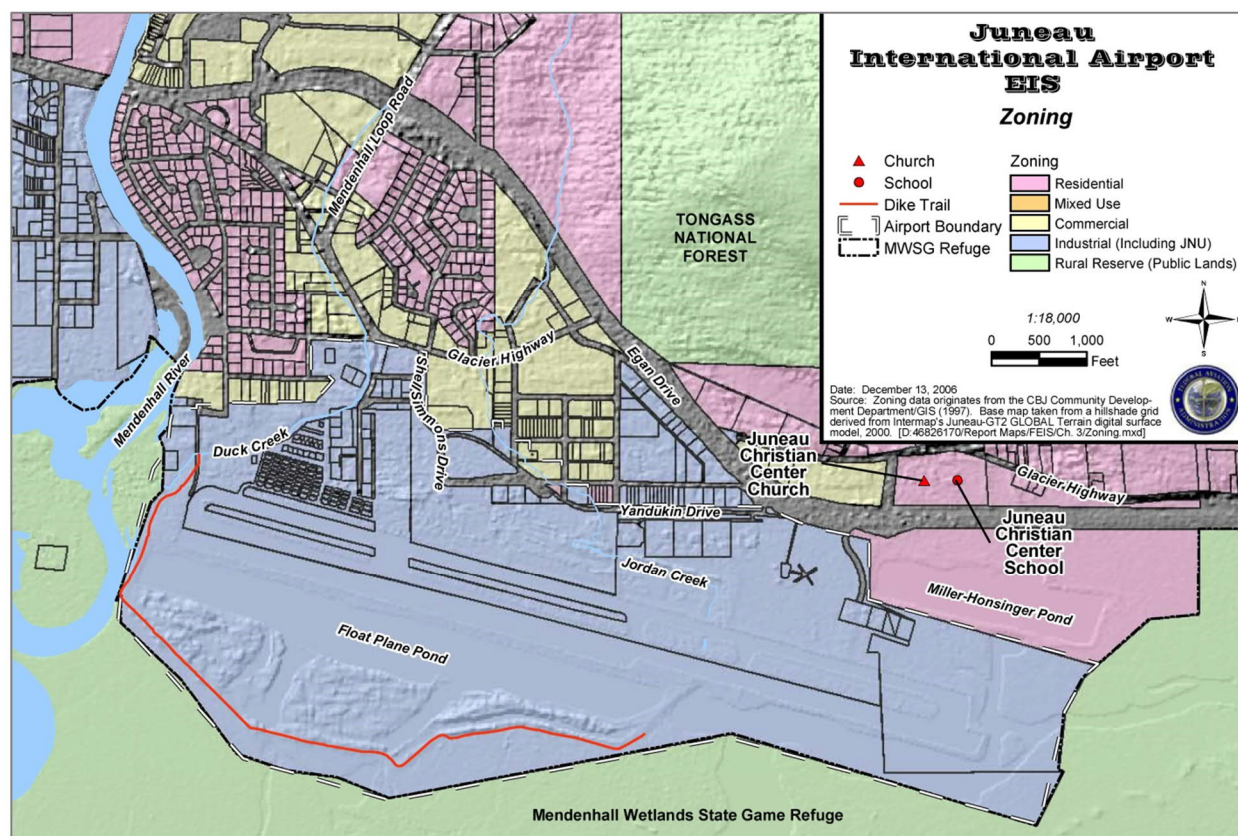 Juneau
International Airport
EIS
Zoning
Church
School
Dike Trail
Airport Boundary
MWSG Refuge
Zoning
Residential
Mixed Use
Commercial
Industrial (Including JNU)
Rural Reserve (Public Lands)
N
W
S
1:18,000
0 500 1,000
Feet
Date: December 13, 2006
Source: Zoning data originates from the CBJ Community Develop-
ment Department/GIS (1997). Base map taken from a hillshade grid
derived from Intermap's Juneau-GT2 GLOBAL Terrain digital surface
model, 2000. [D:46826170/Report Maps/FEIS/Ch. 3/Zoning.mxd]
FEDERAL AVIATION
ADMINISTRATION
Mendenhall Loop Road
TONGASS
NATIONAL
FOREST
Glacier Highway
Egan Drive
Mendenhall River
Shell Simmons Drive
Duck Creek
Juneau
Christian
Center
Church
Glacier Highway
Yandukin Drive
Juneau
Christian
Center
School
Jordan Creek
Miller-Honsinger Pond
Float Plane Pond
Mendenhall Wetlands State Game Refuge